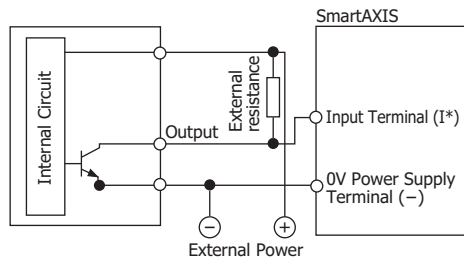 SmartAXIS
Internal Circuit
External
resistance
Output
Input Terminal (I*)
0V Power Supply
Terminal (−)
−
+
External Power